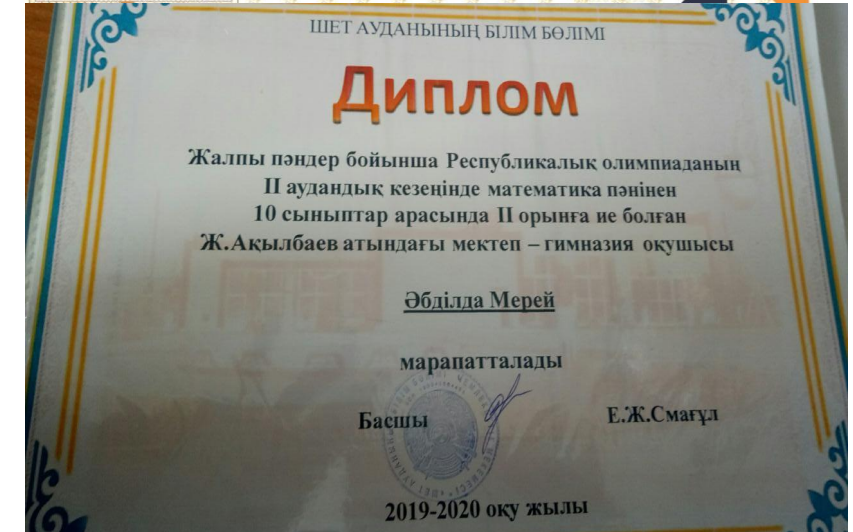 ШЕТ АУДАНЫНЫҢ БІЛІМ БӨЛІМІ
Диплом
Жалпы пәндер бойынша Республикалық олимпиаданың
ІІ аудандық кезеңінде математика пәнінен
10 сыныптар арасында ІІ орынға ие болған
Ж.Ақылбаев атындағы мектеп – гимназия оқушысы
Әбділда Мерей
марапатталады
Басшы Е.Ж.Смағұл
2019-2020 оқу жылы